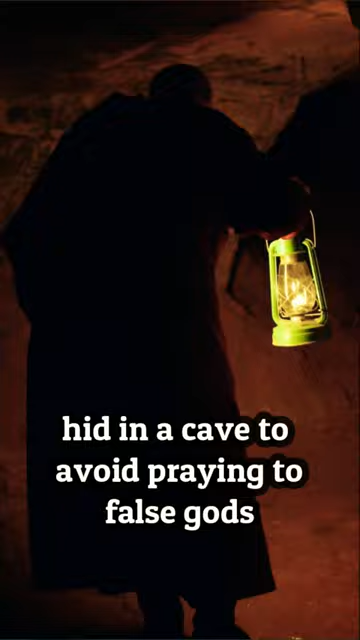 hid in a cave to
avoid praying to
false gods